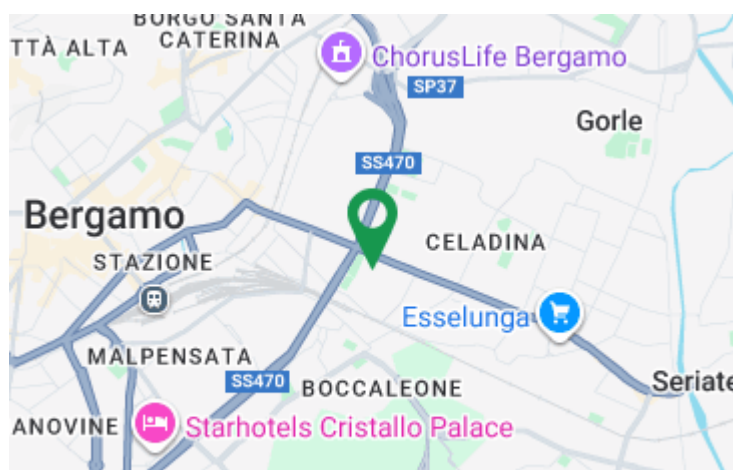 BORGO SANTA
CATERINA
TTÀ ALTA
ChorusLife Bergamo
SP37
Gorle
SS470
Bergamo
CELADINA
STAZIONE
Esselunga
MALPENSATA
SS470
BOCCALEONE
Seriate
ANOVINE
Starhotels Cristallo Palace